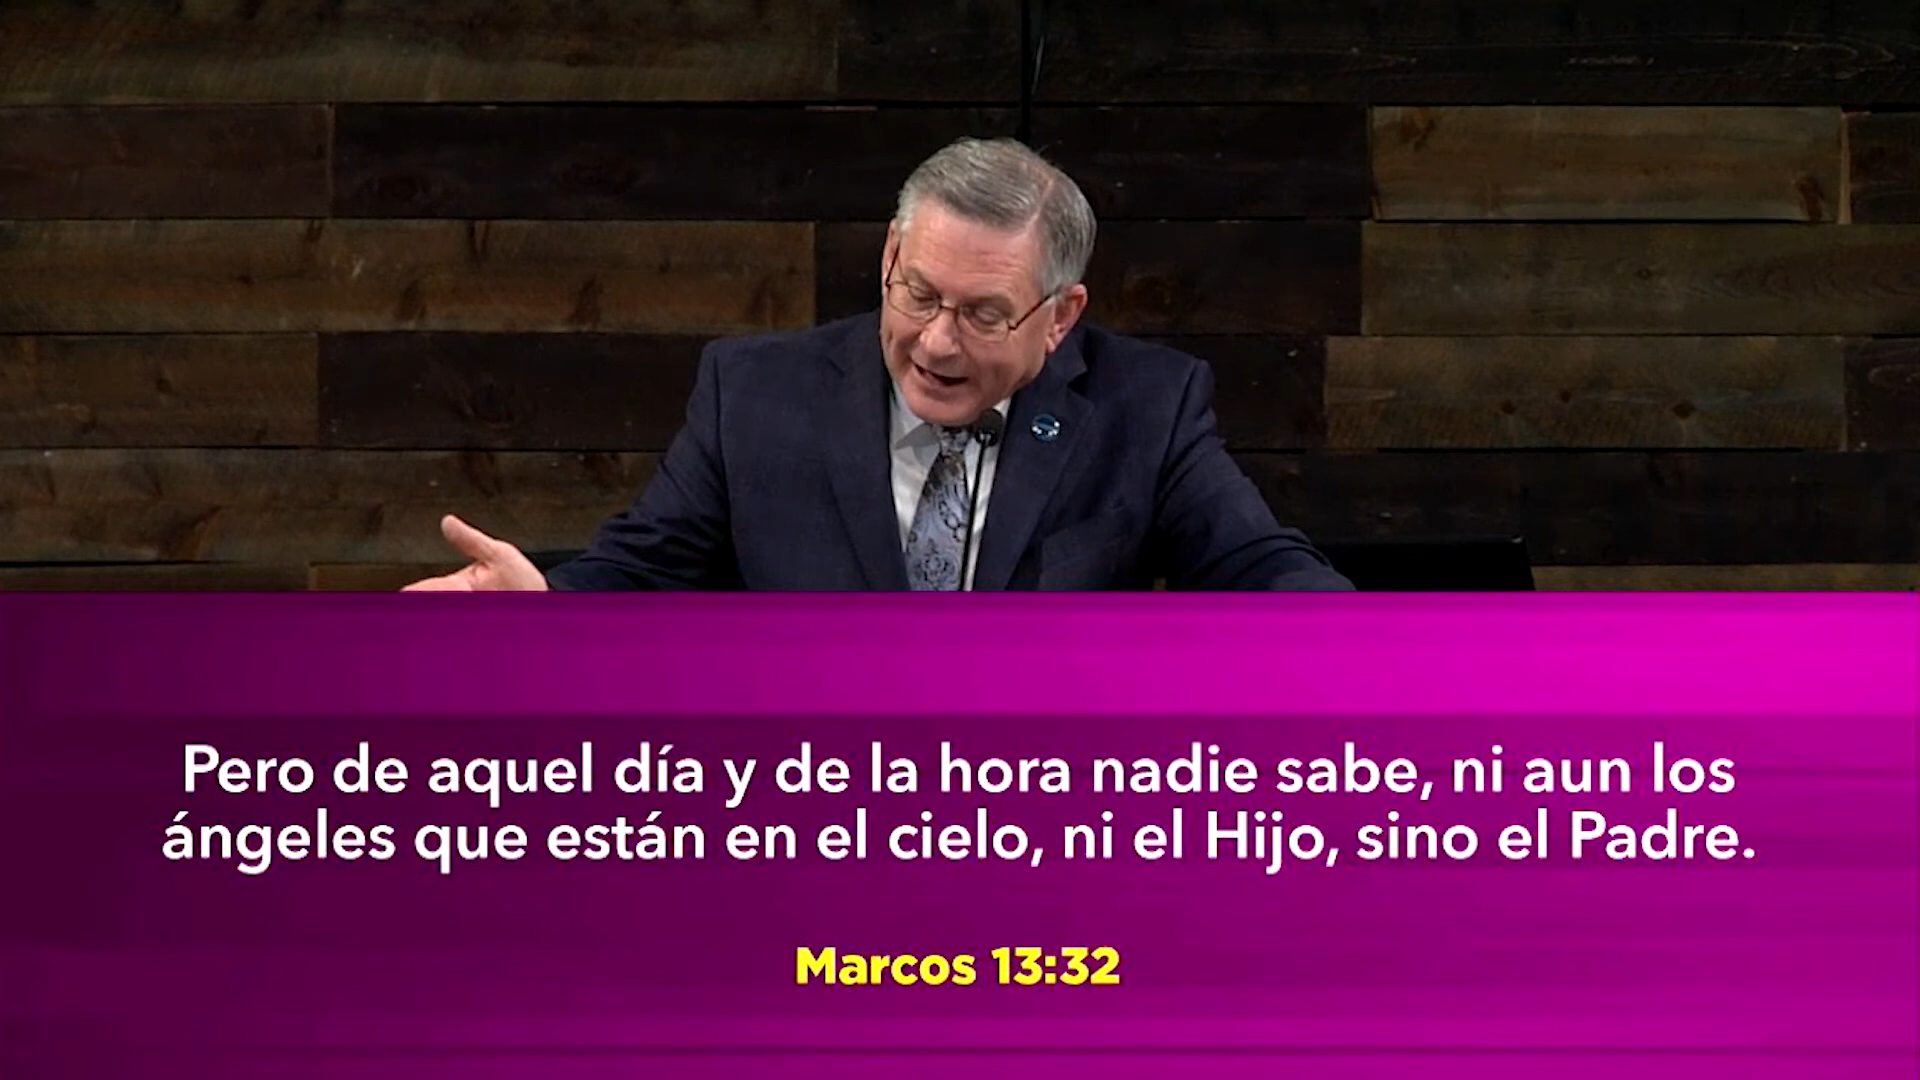 Pero de aquel día y de la hora nadie sabe, ni aun los
ángeles que están en el cielo, ni el Hijo, sino el Padre.
Marcos 13:32